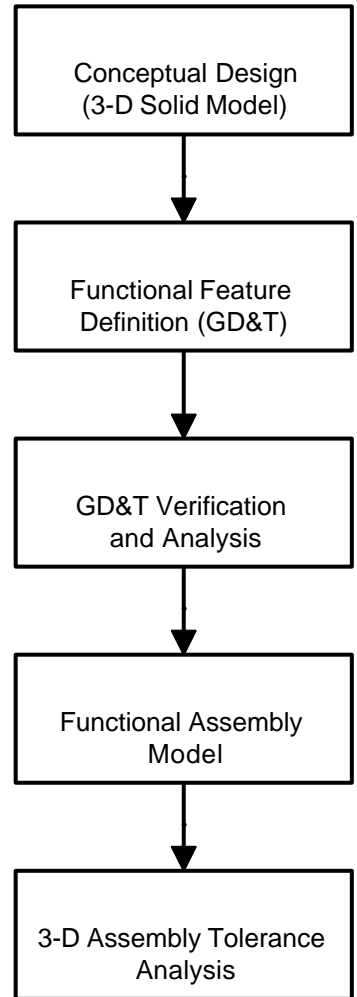 Conceptual Design
(3-D Solid Model)
Functional Feature
Definition (GD&T)
GD&T Verification
and Analysis
Functional Assembly
Model
3-D Assembly Tolerance
Analysis